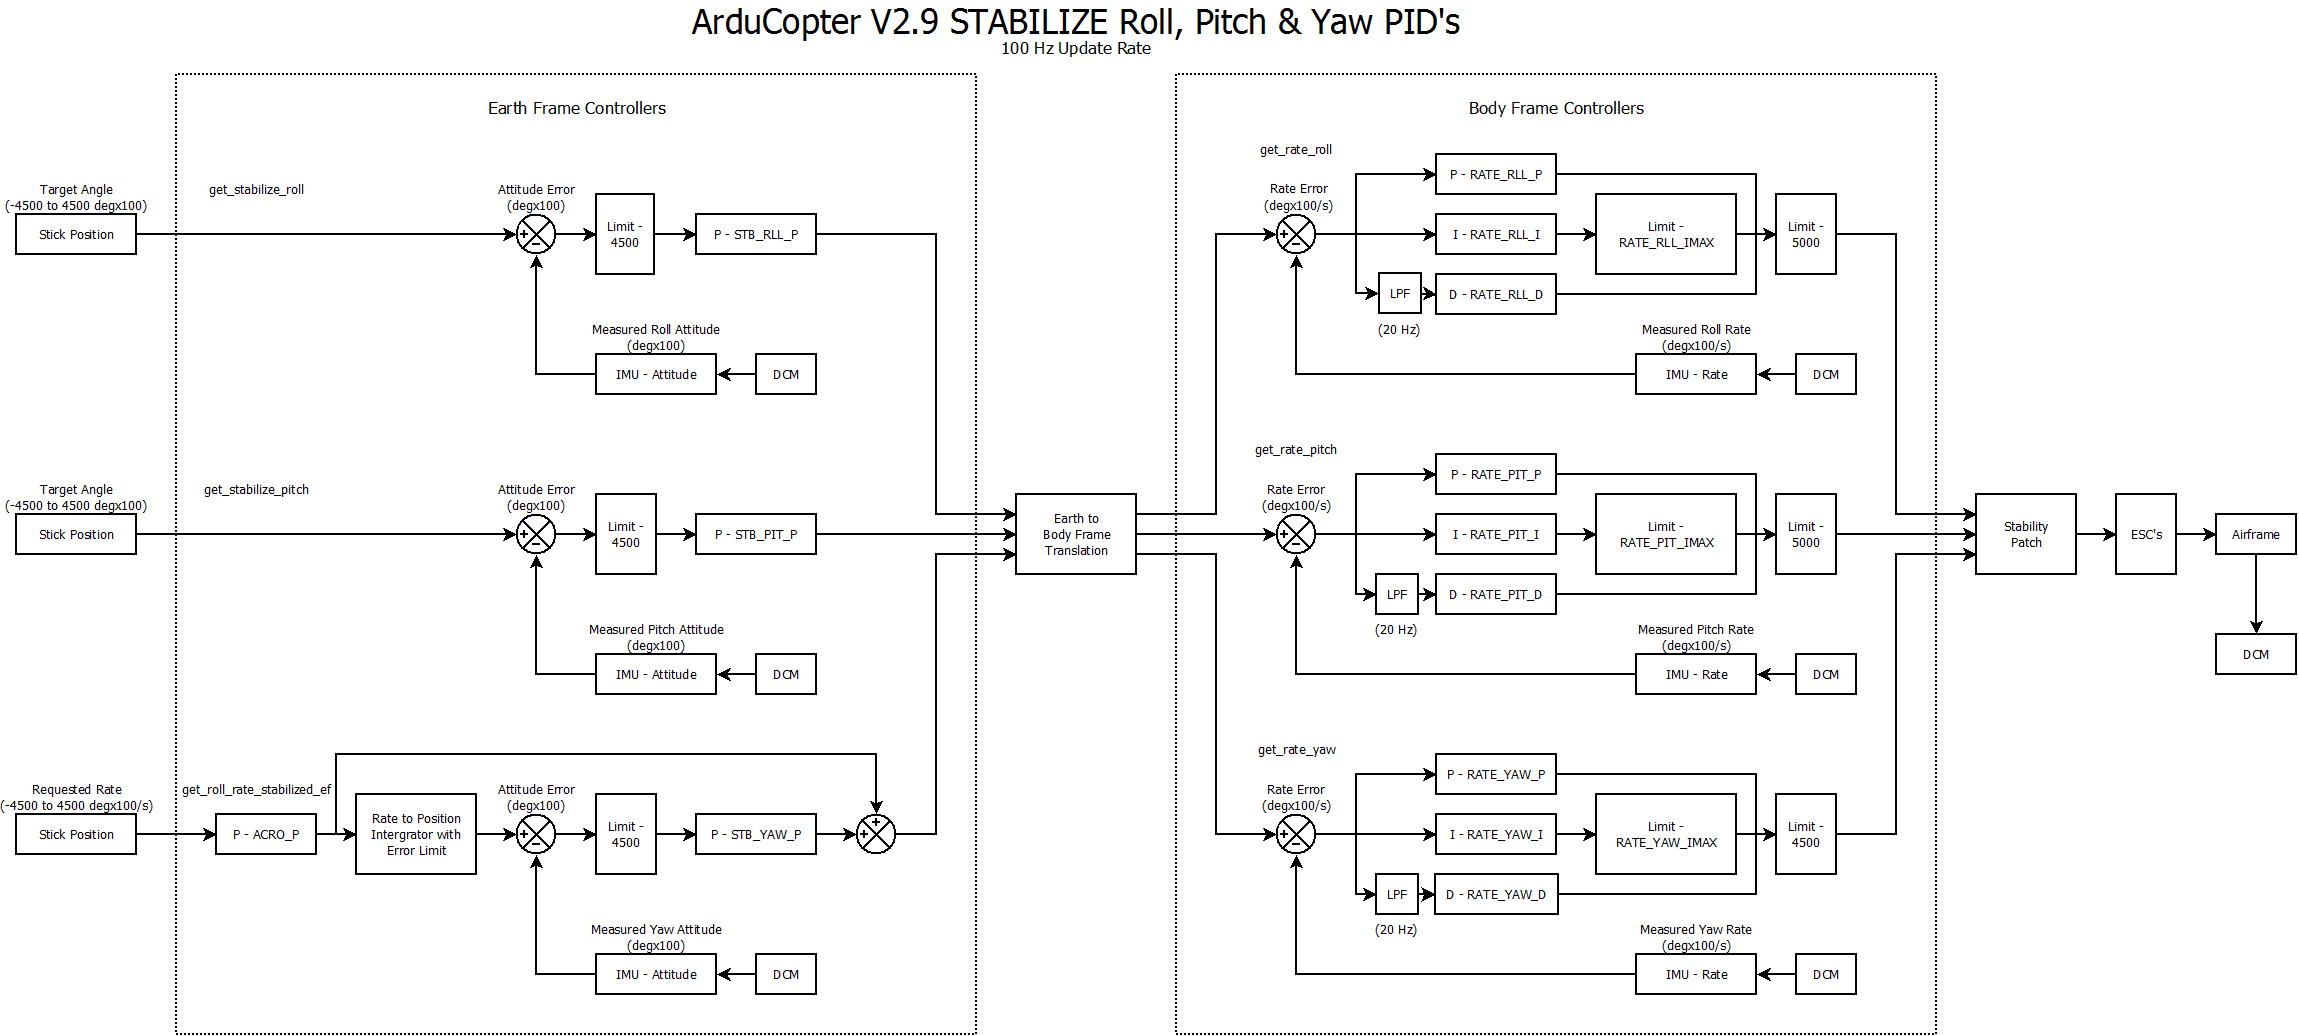 ArduCopter V2.9 STABILIZE Roll, Pitch & Yaw PID's
100 Hz Update Rate
Earth Frame Controllers
Target Angle
(-4500 to 4500 degx100)
Stick Position
get_stabilize_roll
Attitude Error
(degx100)
+
−
Limit -
4500
P - STB_RLL_P
Measured Roll Attitude
(degx100)
IMU - Attitude
DCM
Target Angle
(-4500 to 4500 degx100)
Stick Position
get_stabilize_pitch
Attitude Error
(degx100)
+
−
Limit -
4500
P - STB_PIT_P
Measured Pitch Attitude
(degx100)
IMU - Attitude
DCM
Requested Rate
(-4500 to 4500 degx100/s)
Stick Position
get_roll_rate_stabilized_ef
P - ACRO_P
Rate to Position
Intergrator with
Error Limit
Attitude Error
(degx100)
+
−
Limit -
4500
P - STB_YAW_P
+
+
Measured Yaw Attitude
(degx100)
IMU - Attitude
DCM
Earth to
Body Frame
Translation
Body Frame Controllers
get_rate_roll
Rate Error
(degx100/s)
+
−
P - RATE_RLL_P
I - RATE_RLL_I
Limit -
RATE_RLL_IMAX
Limit -
5000
LPF
(20 Hz)
D - RATE_RLL_D
Measured Roll Rate
(degx100/s)
IMU - Rate
DCM
get_rate_pitch
Rate Error
(degx100/s)
+
−
P - RATE_PIT_P
I - RATE_PIT_I
Limit -
RATE_PIT_IMAX
Limit -
5000
LPF
(20 Hz)
D - RATE_PIT_D
Measured Pitch Rate
(degx100/s)
IMU - Rate
DCM
get_rate_yaw
Rate Error
(degx100/s)
+
−
P - RATE_YAW_P
I - RATE_YAW_I
Limit -
RATE_YAW_IMAX
Limit -
4500
LPF
(20 Hz)
D - RATE_YAW_D
Measured Yaw Rate
(degx100/s)
IMU - Rate
DCM
Stability
Patch
ESC's
Airframe
DCM